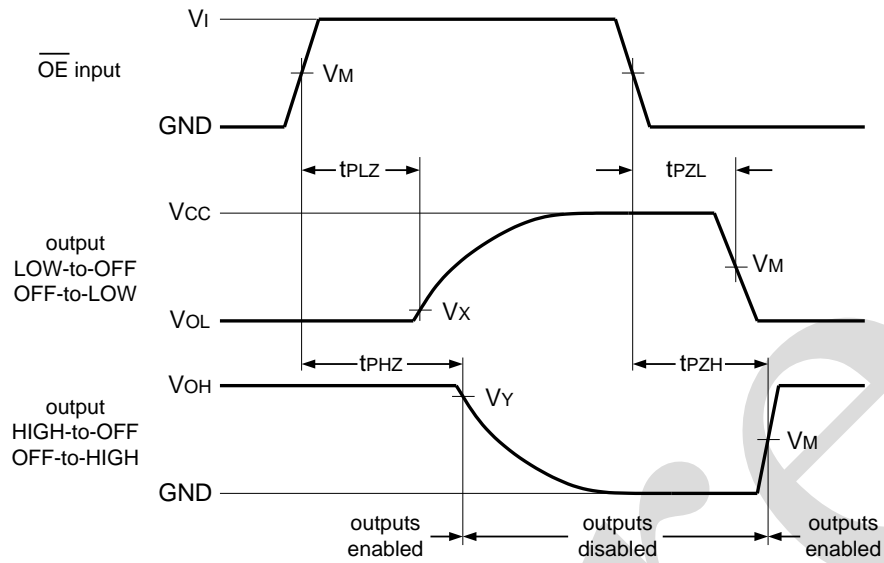 VI
OE input
VM
GND
tPLZ
tPZL
VCC
output
LOW-to-OFF
OFF-to-LOW
VM
VX
VOL
tPHZ
tPZH
VOH
output
HIGH-to-OFF
OFF-to-HIGH
VY
VM
GND
outputs
enabled
outputs
disabled
outputs
enabled